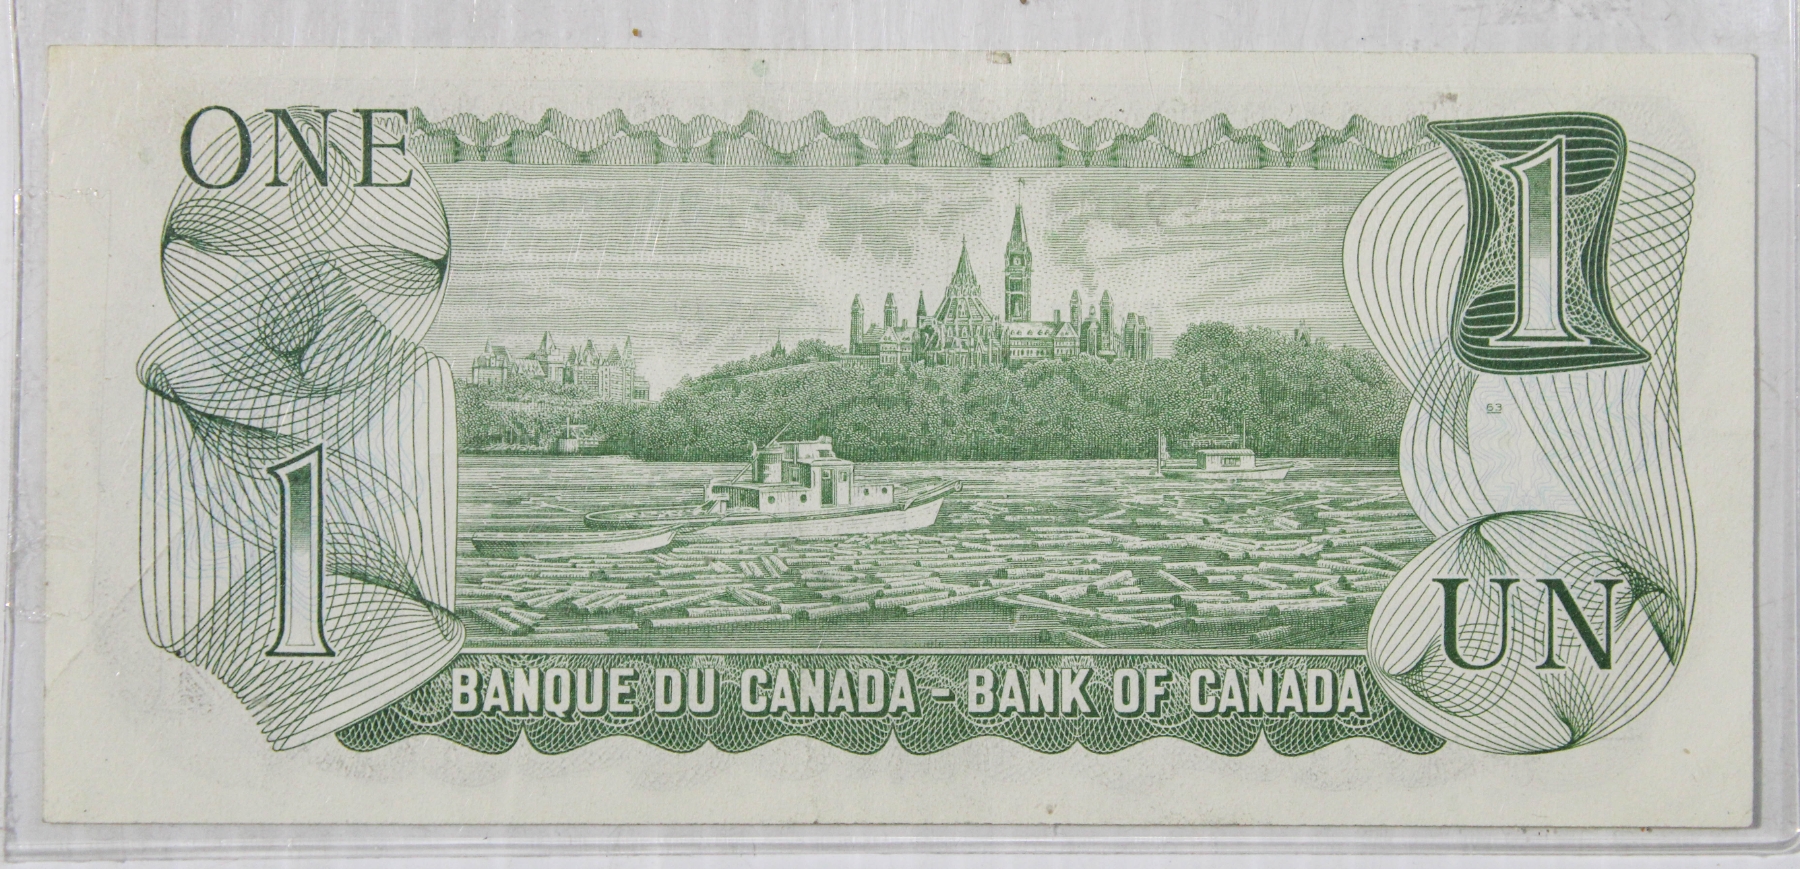 ONE
1
63
1
UN
BANQUE DU CANADA - BANK OF CANADA